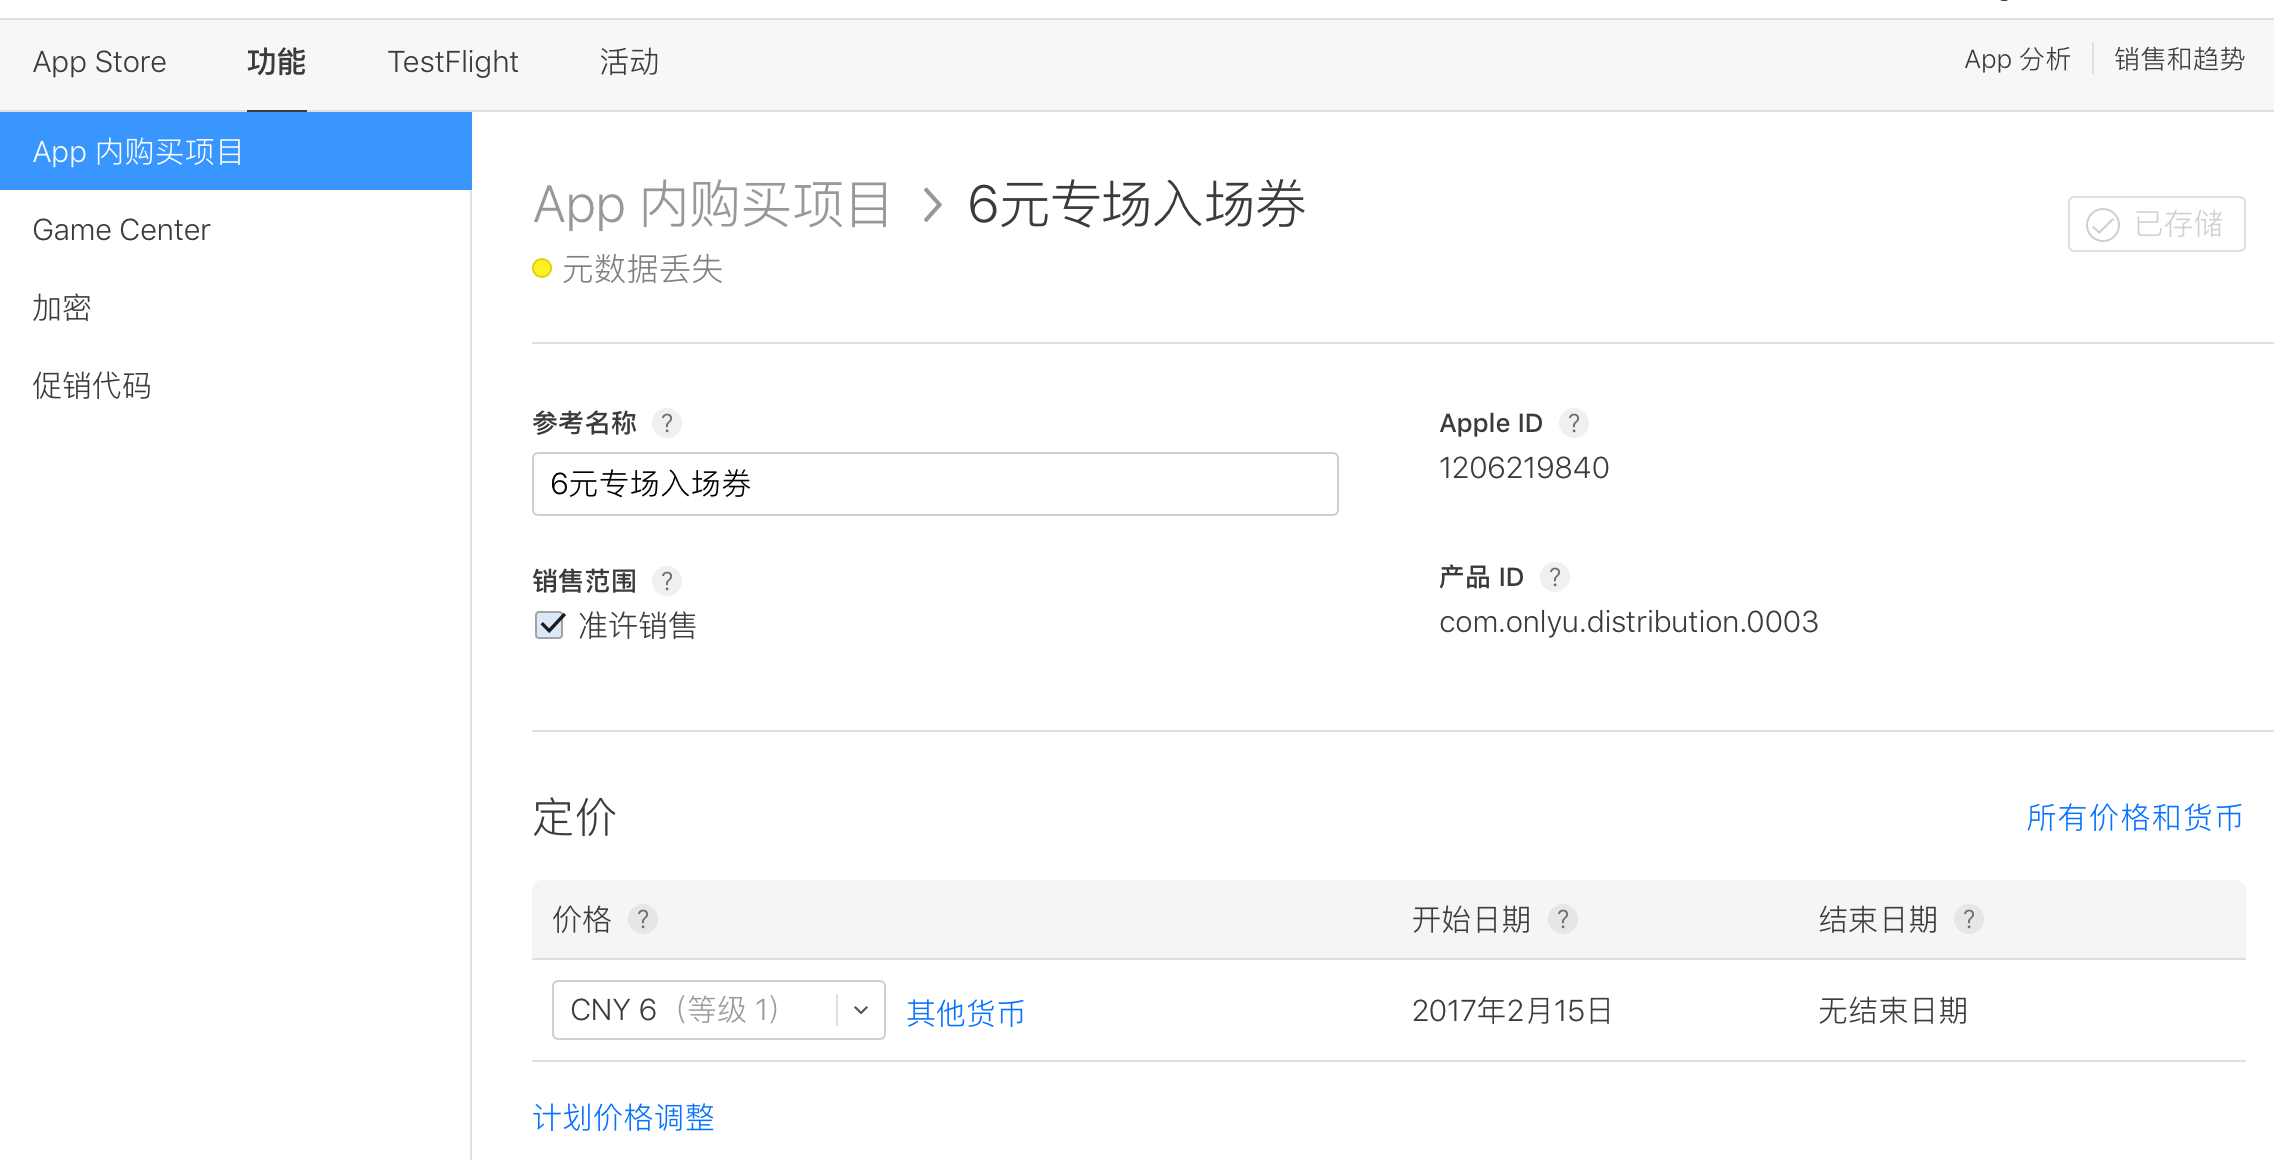 App Store 功能 TestFlight 活动 App 分析 销售和趋势
App 内购买项目
Game Center
加密
促销代码
App 内购买项目 > 6元专场入场券
已存储
元数据丢失
参考名称 ?
6元专场入场券
Apple ID ?
1206219840
销售范围 ?
准许销售
产品 ID ?
com.onlyu.distribution.0003
定价
所有价格和货币
价格 ? 开始日期 ? 结束日期 ?
CNY 6 (等级 1) 其他货币 2017年2月15日 无结束日期
计划价格调整